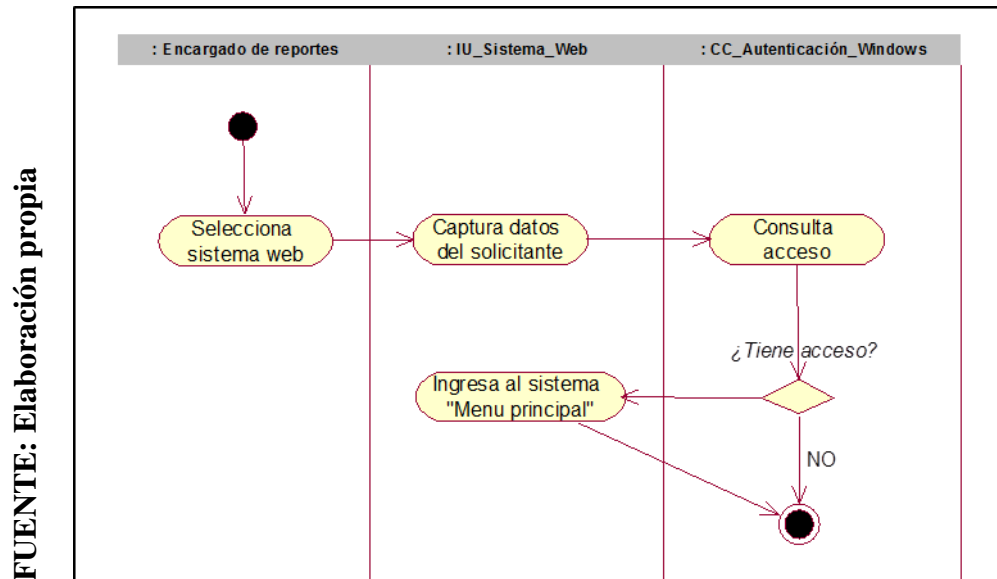 FUENTE: Elaboración propia
: Encargado de reportes
: IU_Sistema_Web
: CC_Autenticación_Windows
Selecciona
sistema web
Captura datos
del solicitante
Consulta
acceso
¿Tiene acceso?
Ingresa al sistema
"Menu principal"
NO